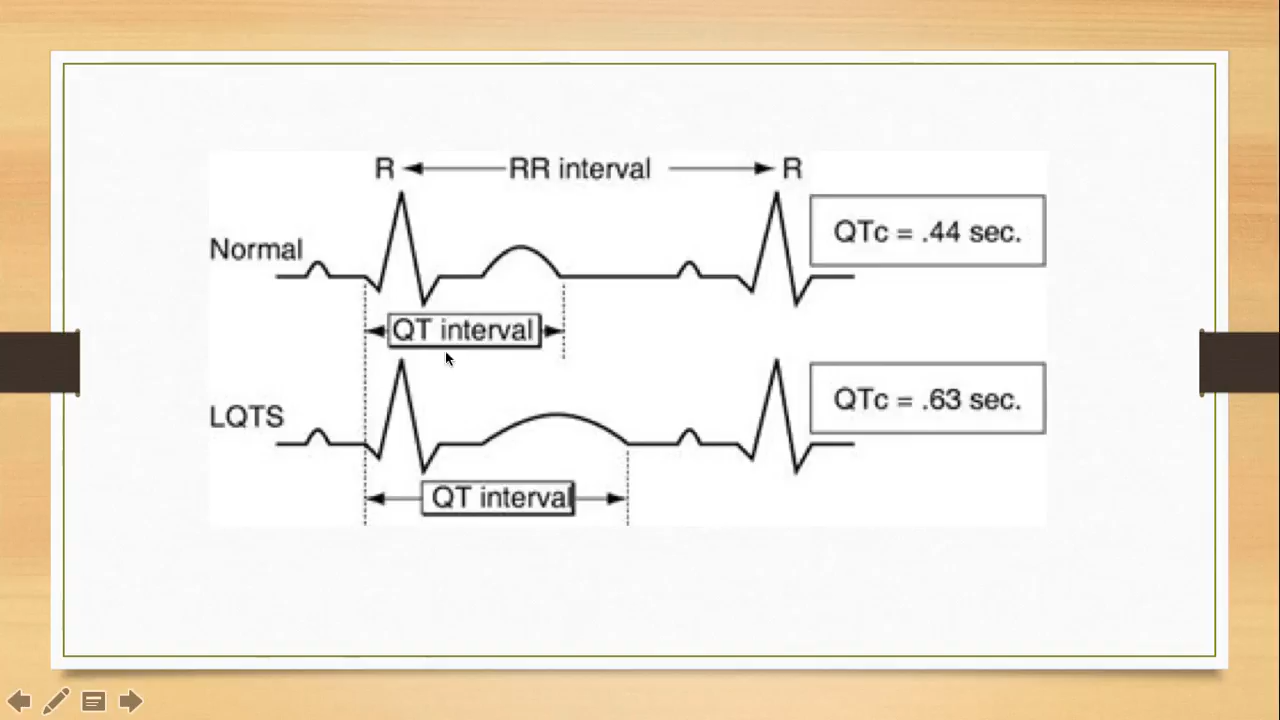 R RR interval R
QTc = .44 sec.
Normal
QT interval
QTc = .63 sec.
LQTS
QT interval